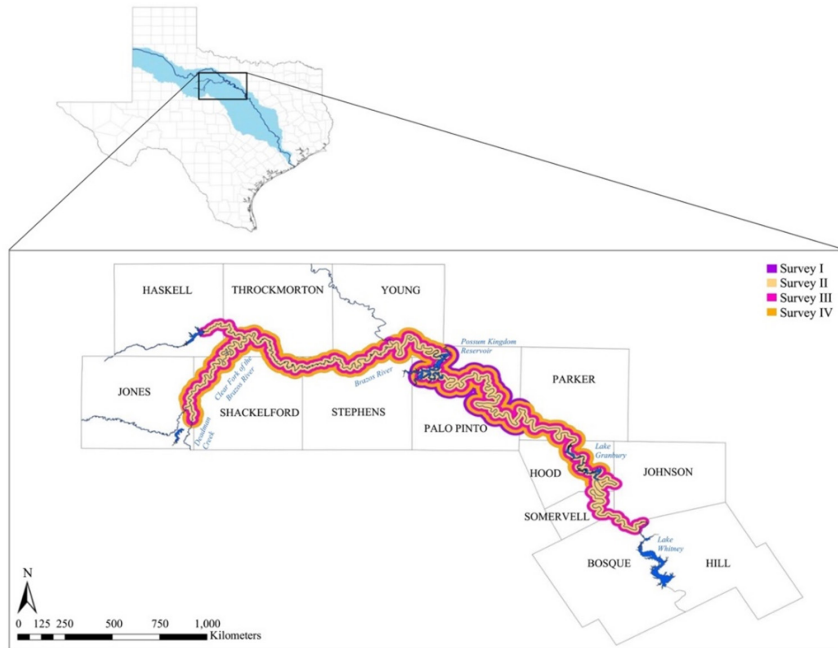 Survey I
Survey II
Survey III
Survey IV
HASKELL
THROCKMORTON
YOUNG
Possum Kingdom
Reservoir
JONES
Clear Fork of the
Brazos River
Brazos River
PARKER
Deadman
Creek
SHACKELFORD
STEPHENS
PALO PINTO
Lake
Granbury
HOOD
JOHNSON
SOMERVELL
Lake
Whitney
BOSQUE
HILL
N
0 125 250 500 750 1,000
Kilometers